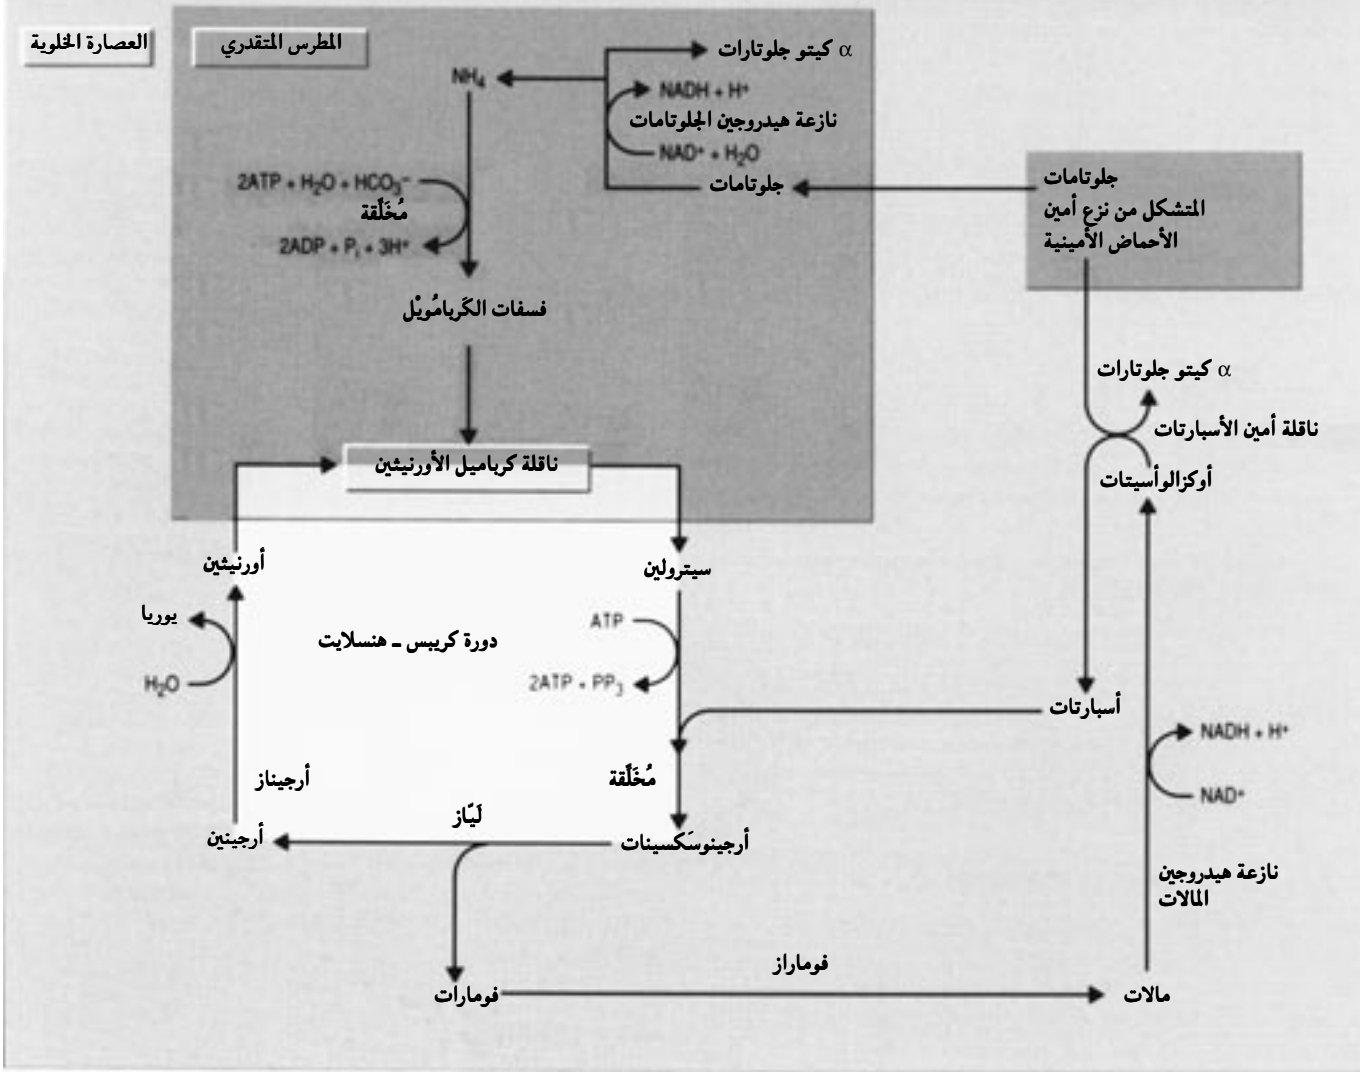 العصارة الخلوية
المطرس المتقدري
α كيتو جلوتارات
NH₄
NADH + H⁺
نازعة هيدروجين الجلوتامات
NAD⁺ + H₂O
جلوتامات
جلوتامات
المتشكل من نزع أمين
الأحماض الأمينية
2ATP + H₂O + HCO₃⁻
مُخَلِّقة
2ADP + Pᵢ + 3H⁺
فسفات الكَربامُويْل
α كيتو جلوتارات
ناقلة أمين الأسبارتات
أوكزالوأسيتات
ناقلة كرباميل الأورنيثين
أورنيثين
سيترولين
يوريا
H₂O
دورة كريبس – هنسلايت
ATP
2ATP + PP₃
أسبارتات
NADH + H⁺
NAD⁺
أرجيناز
مُخَلِّقة
ليّاز
أرجينين
أرجينوسَكسينات
نازعة هيدروجين
المالات
فوماراز
فومارات
مالات